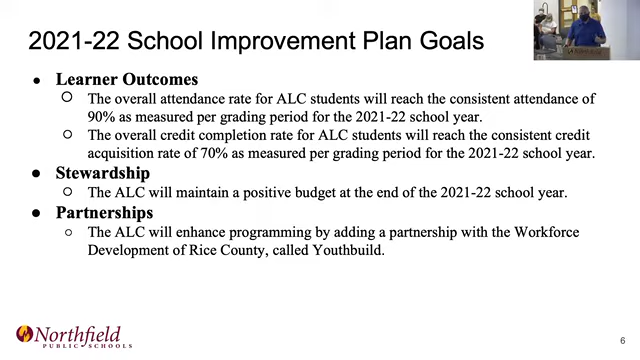 2021-22 School Improvement Plan Goals
● Learner Outcomes
○ The overall attendance rate for ALC students will reach the consistent attendance of
90% as measured per grading period for the 2021-22 school year.
○ The overall credit completion rate for ALC students will reach the consistent credit
acquisition rate of 70% as measured per grading period for the 2021-22 school year.
● Stewardship
○ The ALC will maintain a positive budget at the end of the 2021-22 school year.
● Partnerships
○ The ALC will enhance programming by adding a partnership with the Workforce
Development of Rice County, called Youthbuild.
Northfield
PUBLIC SCHOOLS
6